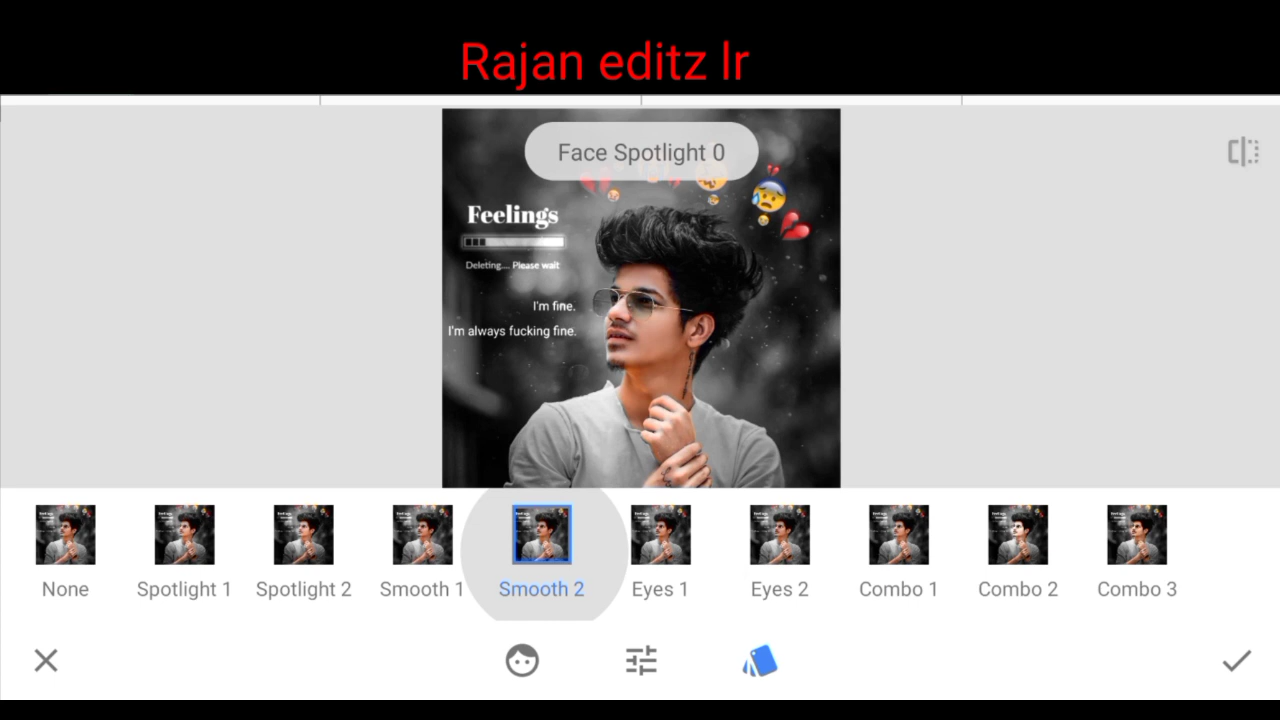 Rajan editz lr
Face Spotlight 0
Feelings
Deleting.... Please wait
I'm fine.
I'm always fucking fine.
None
Spotlight 1
Spotlight 2
Smooth 1
Smooth 2
Eyes 1
Eyes 2
Combo 1
Combo 2
Combo 3